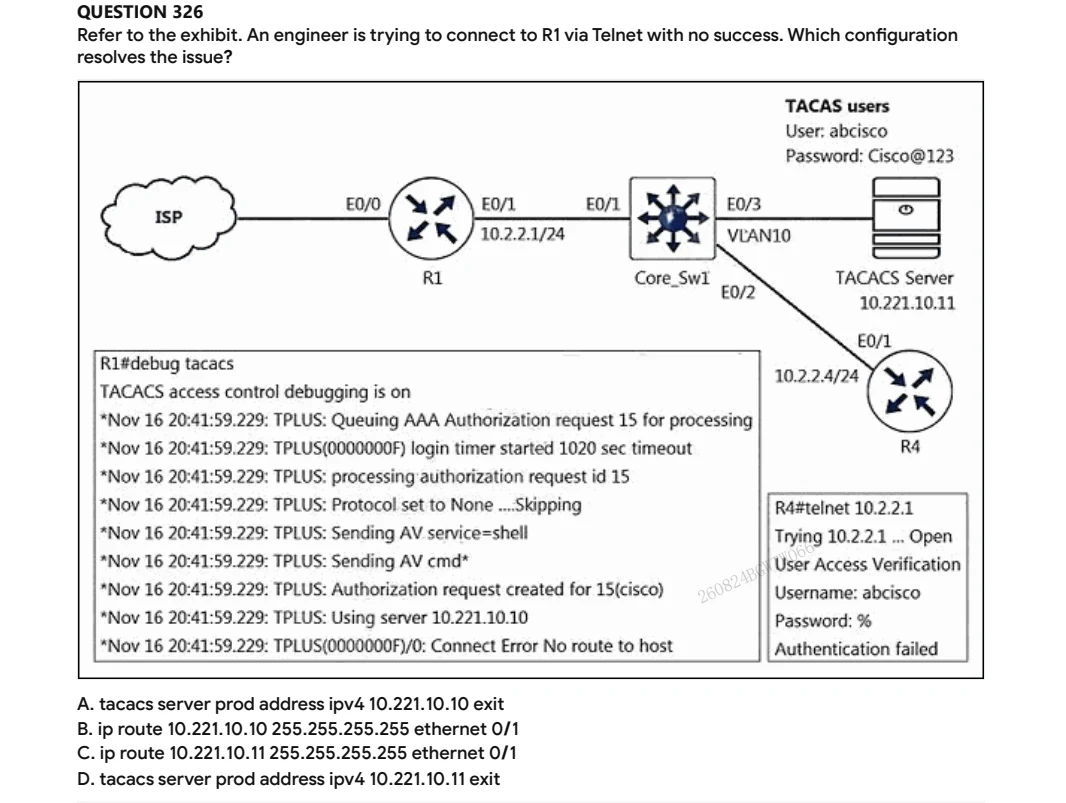 QUESTION 326
Refer to the exhibit. An engineer is trying to connect to R1 via Telnet with no success. Which configuration
resolves the issue?
TACAS users
User: abcisco
Password: Cisco@123
ISP
E0/0
E0/1
10.2.2.1/24
R1
E0/1
Core_Sw1
E0/3
VLAN10
E0/2
TACACS Server
10.221.10.11
E0/1
10.2.2.4/24
R4
R1#debug tacacs
TACACS access control debugging is on
*Nov 16 20:41:59.229: TPLUS: Queuing AAA Authorization request 15 for processing
*Nov 16 20:41:59.229: TPLUS(0000000F) login timer started 1020 sec timeout
*Nov 16 20:41:59.229: TPLUS: processing authorization request id 15
*Nov 16 20:41:59.229: TPLUS: Protocol set to None ....Skipping
*Nov 16 20:41:59.229: TPLUS: Sending AV service=shell
*Nov 16 20:41:59.229: TPLUS: Sending AV cmd*
*Nov 16 20:41:59.229: TPLUS: Authorization request created for 15(cisco)
*Nov 16 20:41:59.229: TPLUS: Using server 10.221.10.10
*Nov 16 20:41:59.229: TPLUS(0000000F)/0: Connect Error No route to host
R4#telnet 10.2.2.1
Trying 10.2.2.1 ... Open
User Access Verification
Username: abcisco
Password: %
Authentication failed
A. tacacs server prod address ipv4 10.221.10.10 exit
B. ip route 10.221.10.10 255.255.255.255 ethernet 0/1
C. ip route 10.221.10.11 255.255.255.255 ethernet 0/1
D. tacacs server prod address ipv4 10.221.10.11 exit